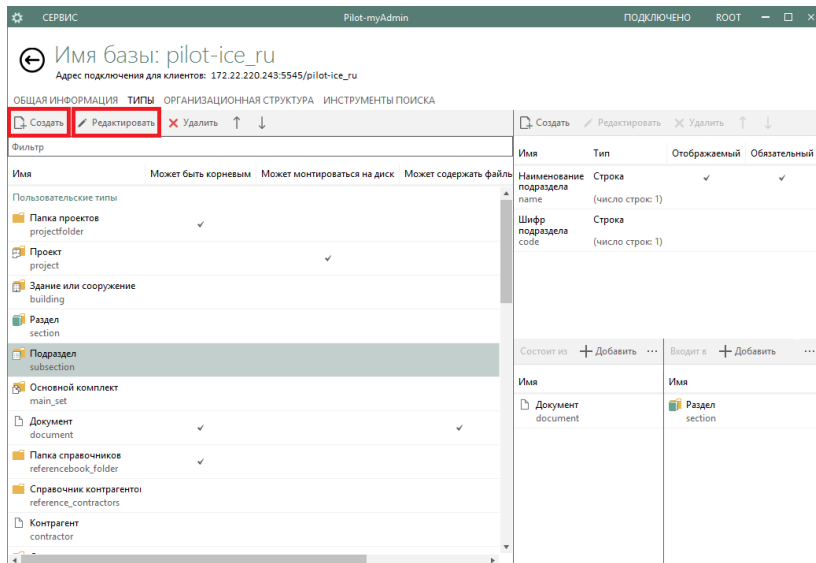 СЕРВИС
Pilot-myAdmin
ПОДКЛЮЧЕНО ROOT
Имя базы: pilot-ice_ru
Адрес подключения для клиентов: 172.22.220.243:5545/pilot-ice_ru
ОБЩАЯ ИНФОРМАЦИЯ ТИПЫ ОРГАНИЗАЦИОННАЯ СТРУКТУРА ИНСТРУМЕНТЫ ПОИСКА
Создать Редактировать Удалить
Фильтр
Имя Может быть корневым Может монтироваться на диск Может содержать файлы
Пользовательские типы
Папка проектов
projectfolder
Проект
project
Здание или сооружение
building
Раздел
section
Подраздел
subsection
Основной комплект
main_set
Документ
document
Папка справочников
referencebook_folder
Справочник контрагентов
reference_contractors
Контрагент
contractor
Создать Редактировать Удалить
Имя Тип Отображаемый Обязательный
Наименование Строка
подраздела
name (число строк: 1)
Шифр Строка
подраздела
code (число строк: 1)
Состоит из Добавить ...
Имя
Документ
document
Входит в Добавить ...
Имя
Раздел
section